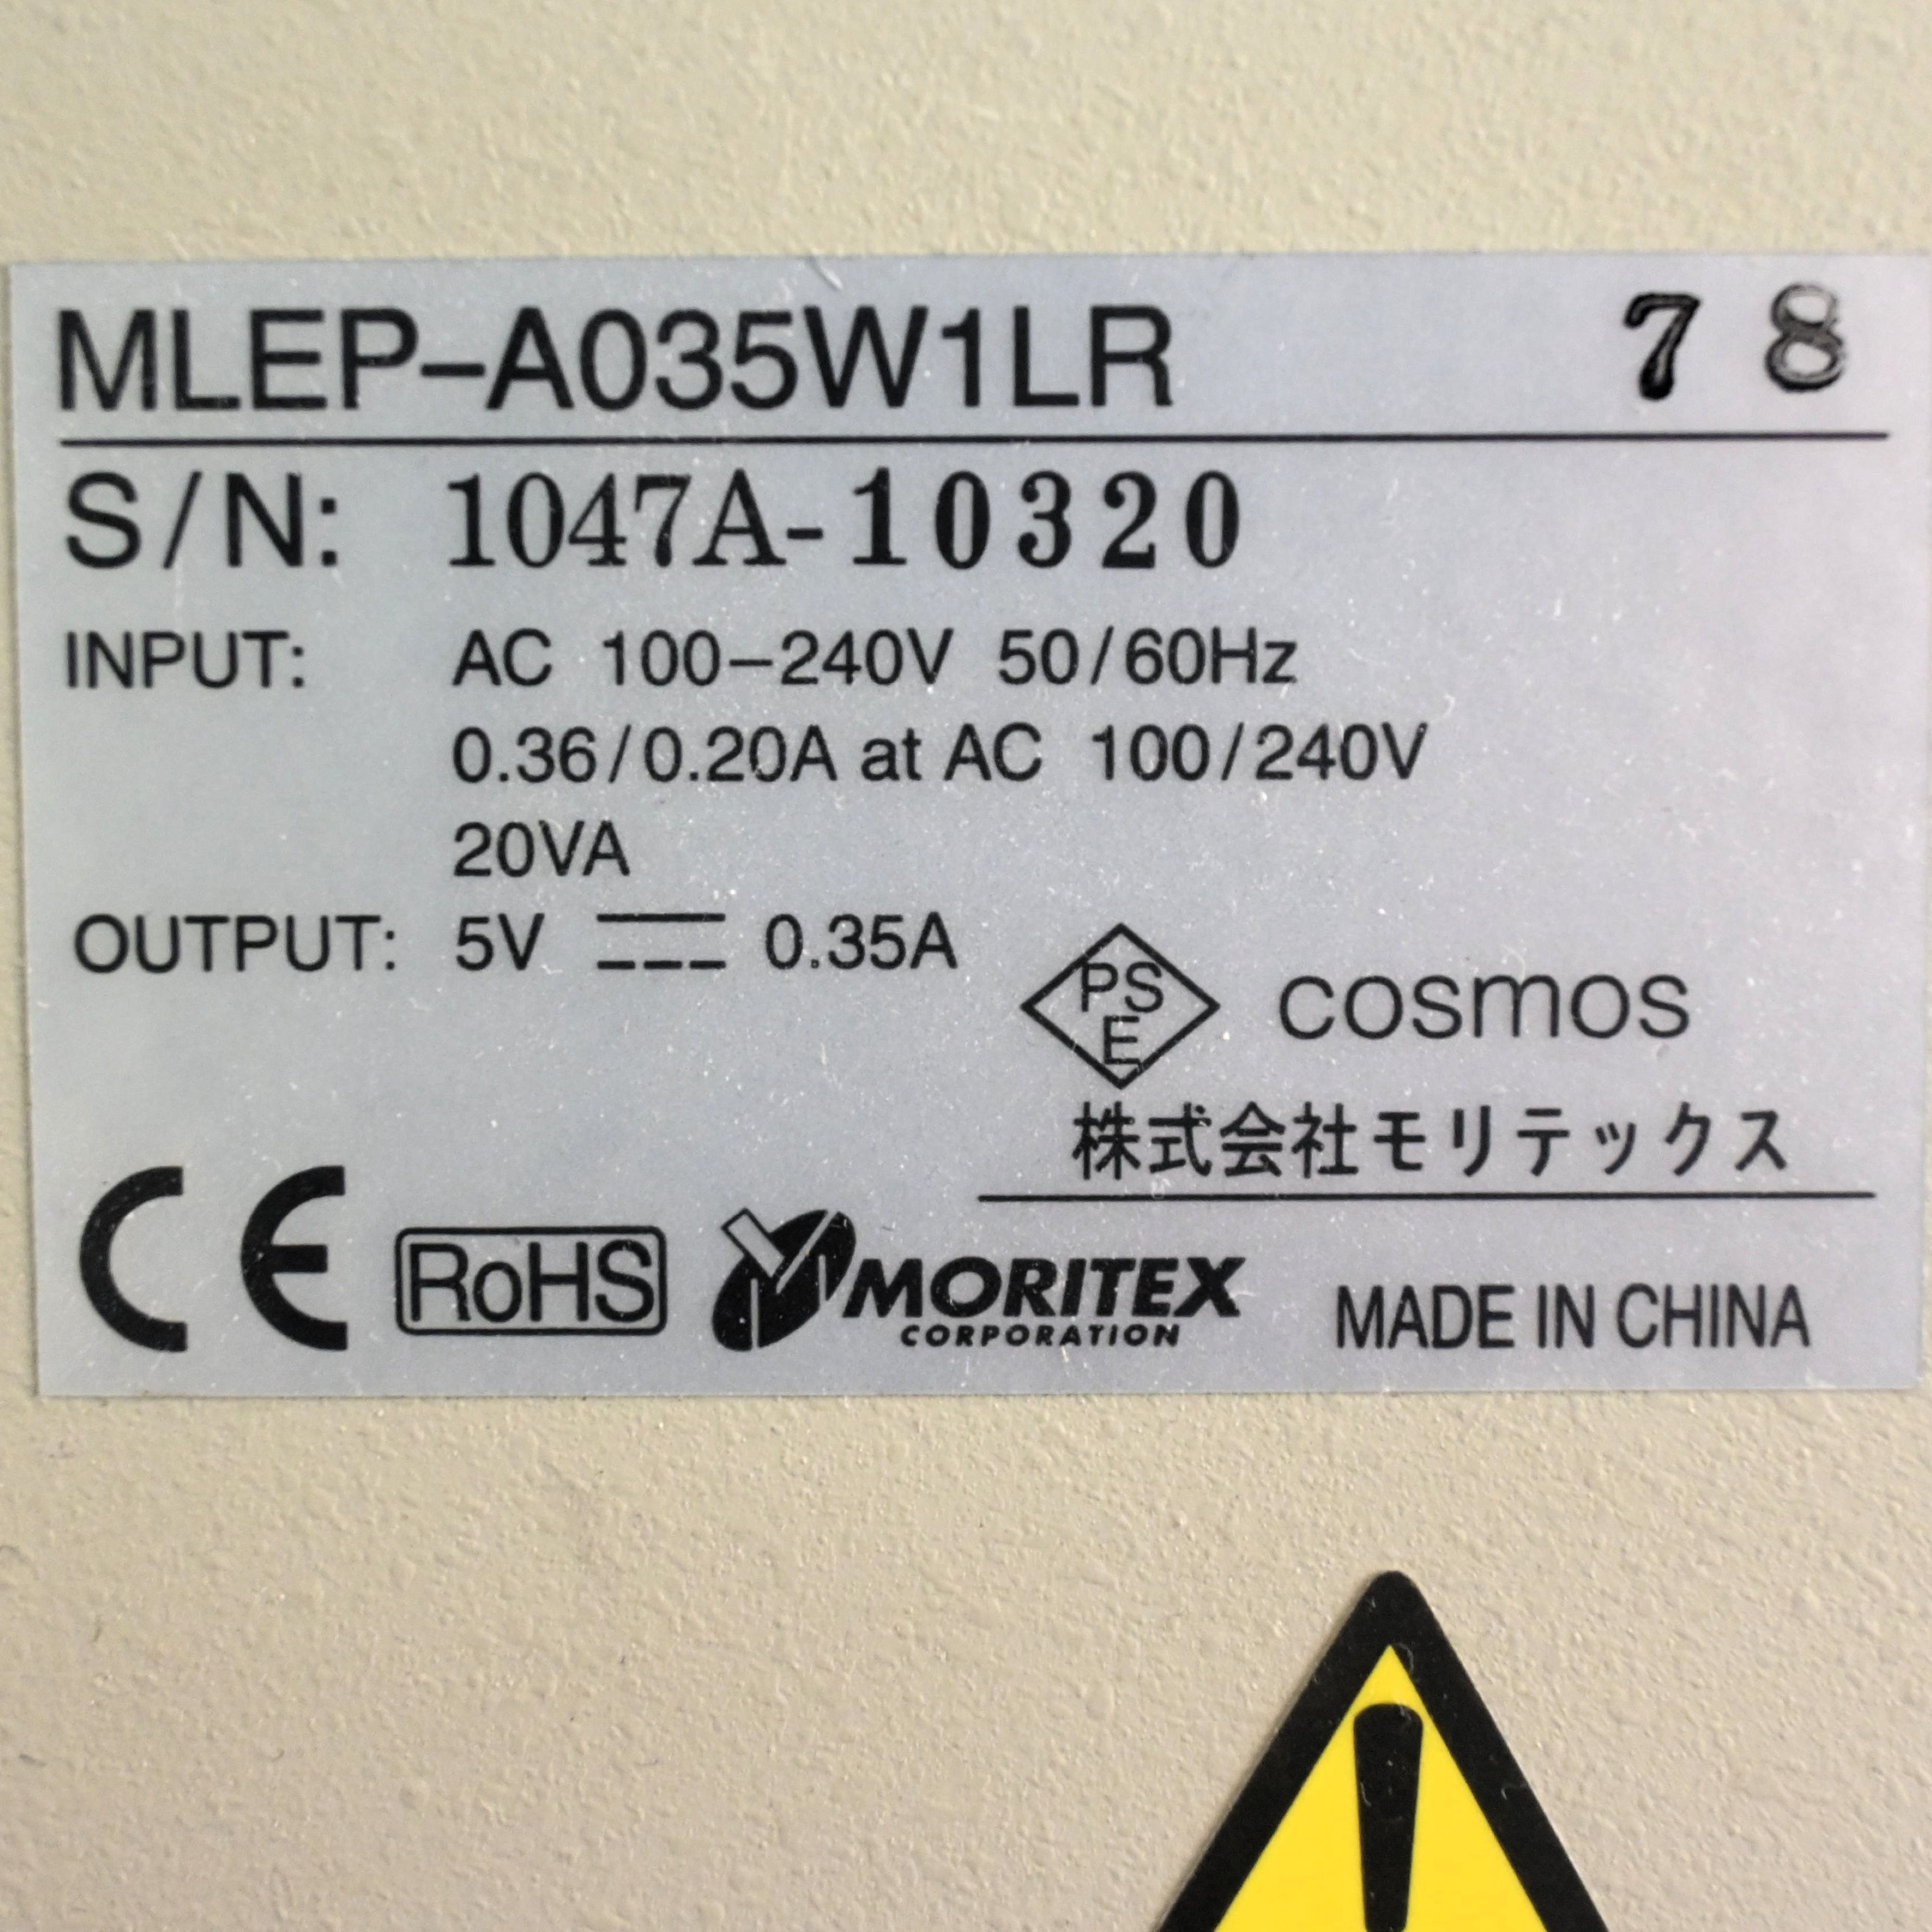 MLEP-A035W1LR 78
S/N: 1047A-10320
INPUT: AC 100-240V 50/60Hz
0.36/0.20A at AC 100/240V
20VA
OUTPUT: 5V 0.35A
PS
E
cosmos
株式会社モリテックス
CE RoHS MORITEX
CORPORATION
MADE IN CHINA
!